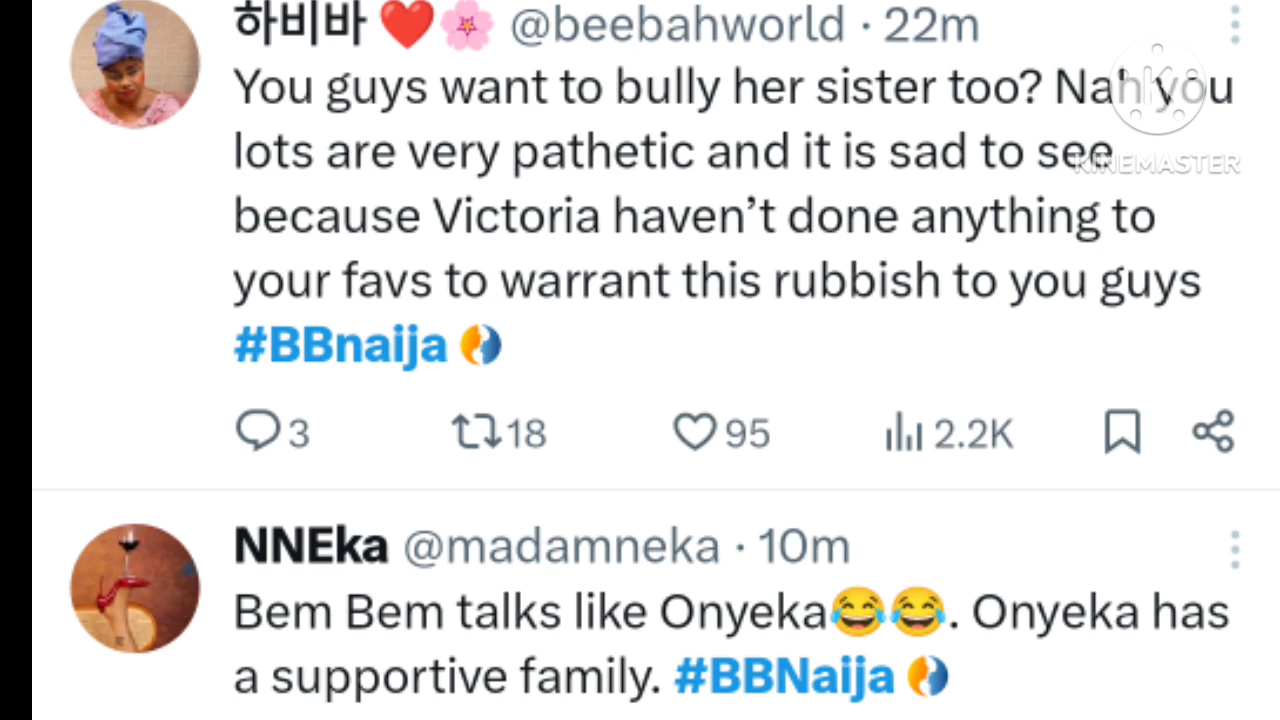 하비바 ❤️🌸 @beebahworld · 22m
You guys want to bully her sister too? Nah you
lots are very pathetic and it is sad to see
because Victoria haven’t done anything to
your favs to warrant this rubbish to you guys
#BBnaija
3 18 95 2.2K
KINEMASTER
NNEka @madamneka · 10m
Bem Bem talks like Onyeka😂😂. Onyeka has
a supportive family. #BBNaija